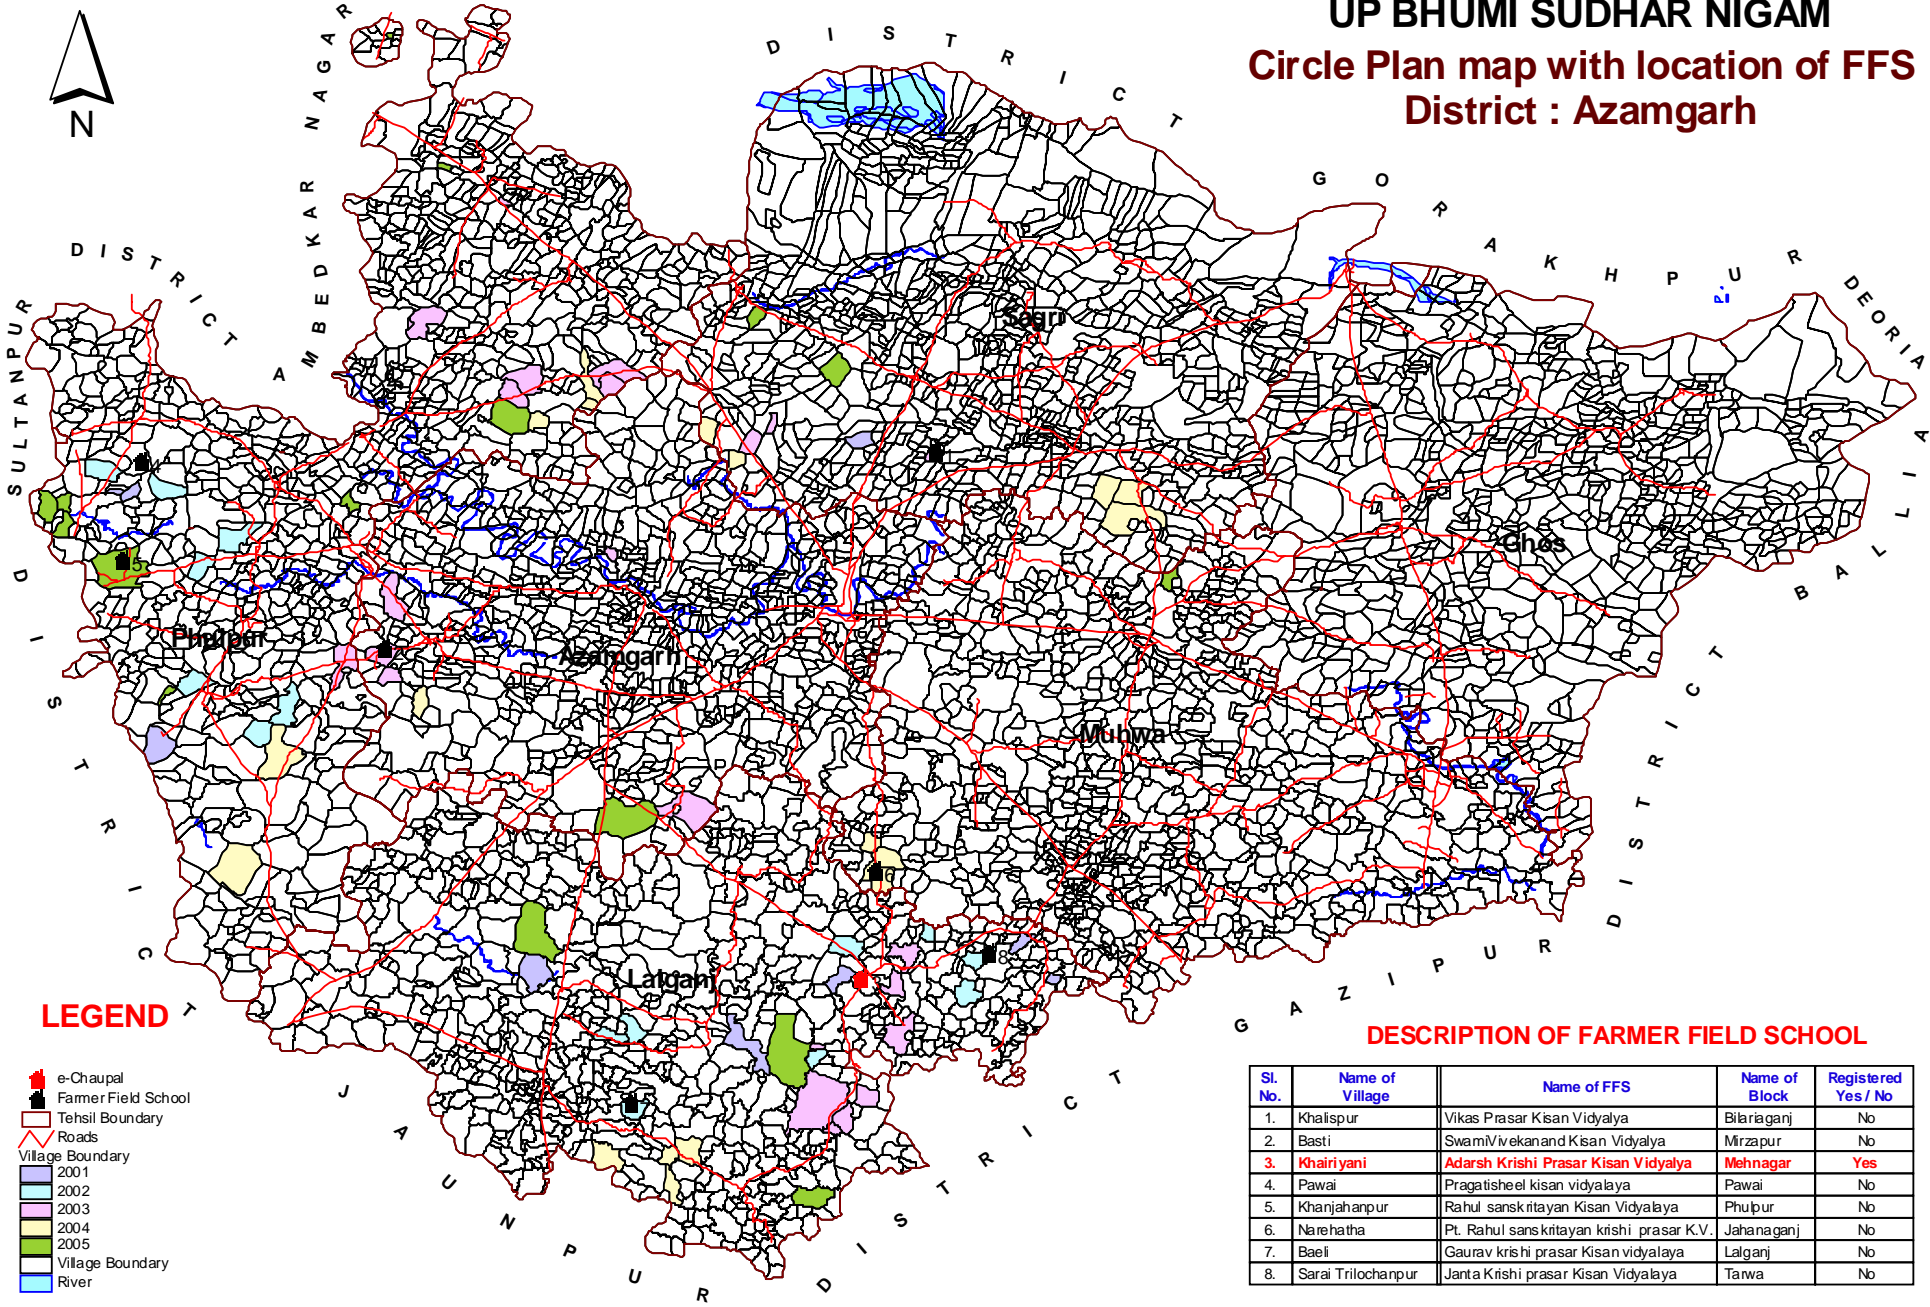 UP BHUMI SUDHAR NIGAM
Circle Plan map with location of FFS
District : Azamgarh
N
DISTRICT
AMBEDKAR NAGAR
DISTRICT
GORAKHPUR
DEORIA
BALLIA
DISTRICT
SULTANPUR
DISTRICT
DISTRICT
GAZIPUR
JAUNPUR
DISTRICT
Sagri
Ghos
Phulpur
Azamgarh
Muhwa
Lalganj
4
5
6
8
LEGEND
e-Chaupal
Farmer Field School
Tehsil Boundary
Roads
Village Boundary
2001
2002
2003
2004
2005
Village Boundary
River
DESCRIPTION OF FARMER FIELD SCHOOL
Sl. No. Name of Village Name of FFS Name of Block Registered Yes / No
1. Khalispur Vikas Prasar Kisan Vidyalya Bilariaganj No
2. Basti SwamiVivekanand Kisan Vidyalya Mirzapur No
3. Khairiyani Adarsh Krishi Prasar Kisan Vidyalya Mehnagar Yes
4. Pawai Pragatisheel kisan vidyalaya Pawai No
5. Khanjahanpur Rahul sanskritayan Kisan Vidyalaya Phulpur No
6. Narehatha Pt. Rahul sanskritayan krishi prasar K.V. Jahanaganj No
7. Baeli Gaurav krishi prasar Kisan vidyalaya Lalganj No
8. Sarai Trilochanpur Janta Krishi prasar Kisan Vidyalaya Tarwa No